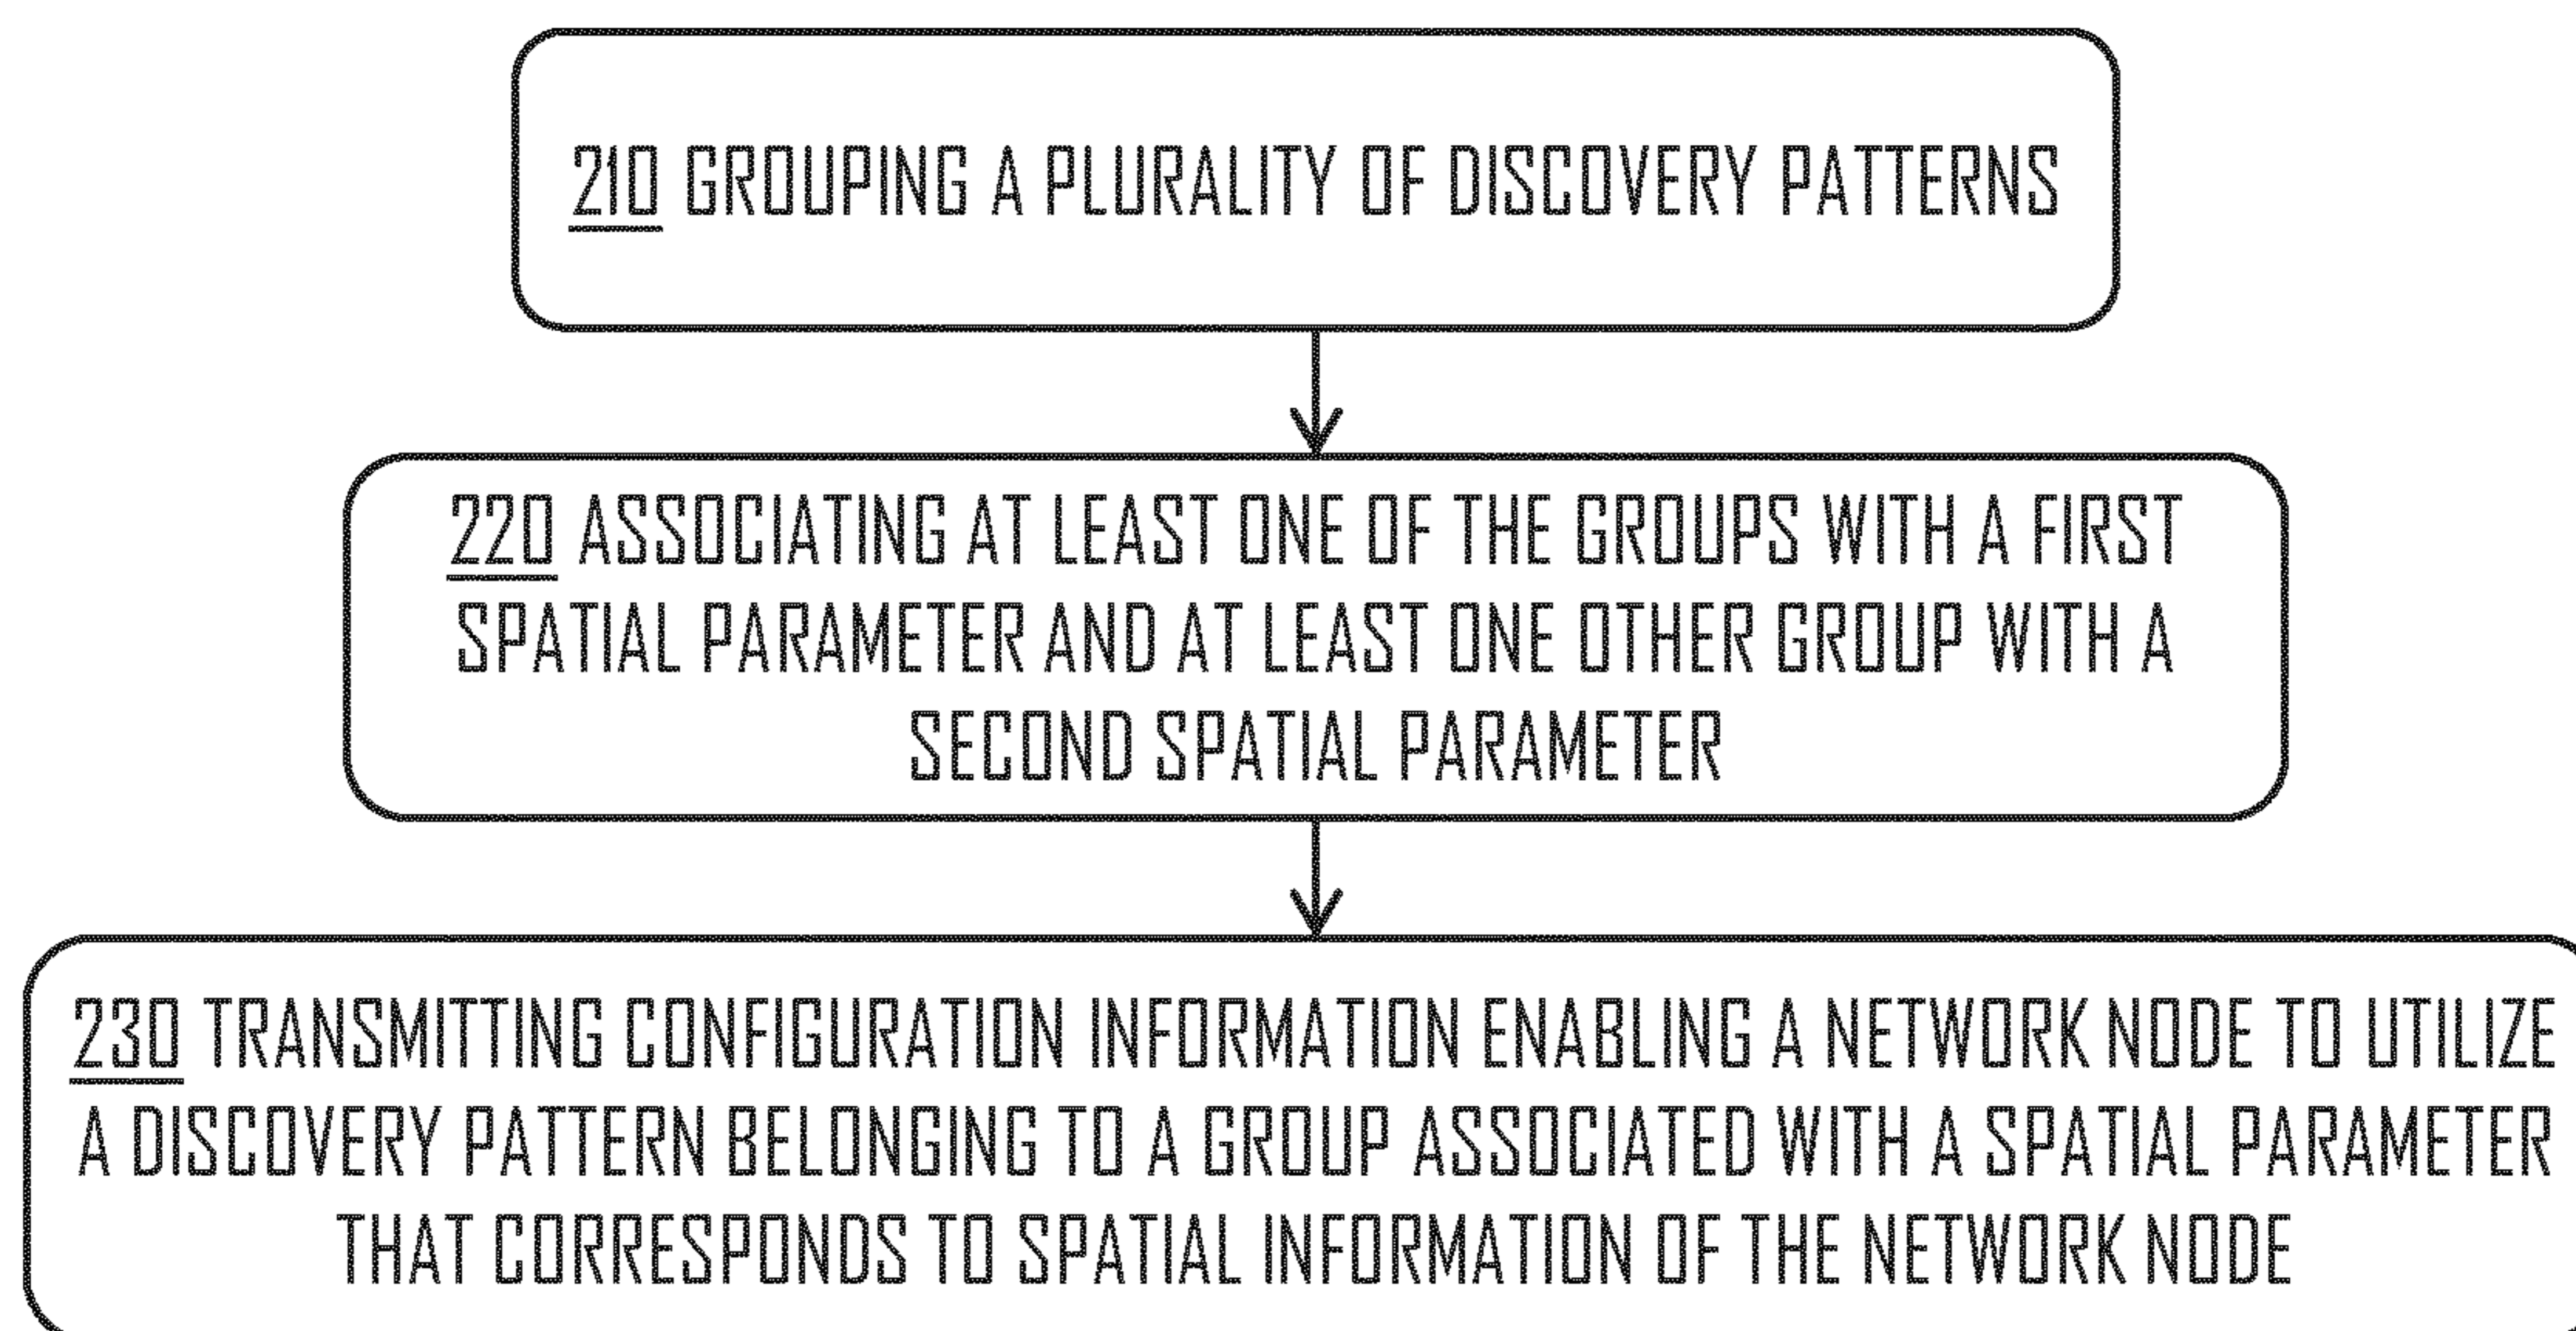 210 GROUPING A PLURALITY OF DISCOVERY PATTERNS
220 ASSOCIATING AT LEAST ONE OF THE GROUPS WITH A FIRST
SPATIAL PARAMETER AND AT LEAST ONE OTHER GROUP WITH A
SECOND SPATIAL PARAMETER
230 TRANSMITTING CONFIGURATION INFORMATION ENABLING A NETWORK NODE TO UTILIZE
A DISCOVERY PATTERN BELONGING TO A GROUP ASSOCIATED WITH A SPATIAL PARAMETER
THAT CORRESPONDS TO SPATIAL INFORMATION OF THE NETWORK NODE